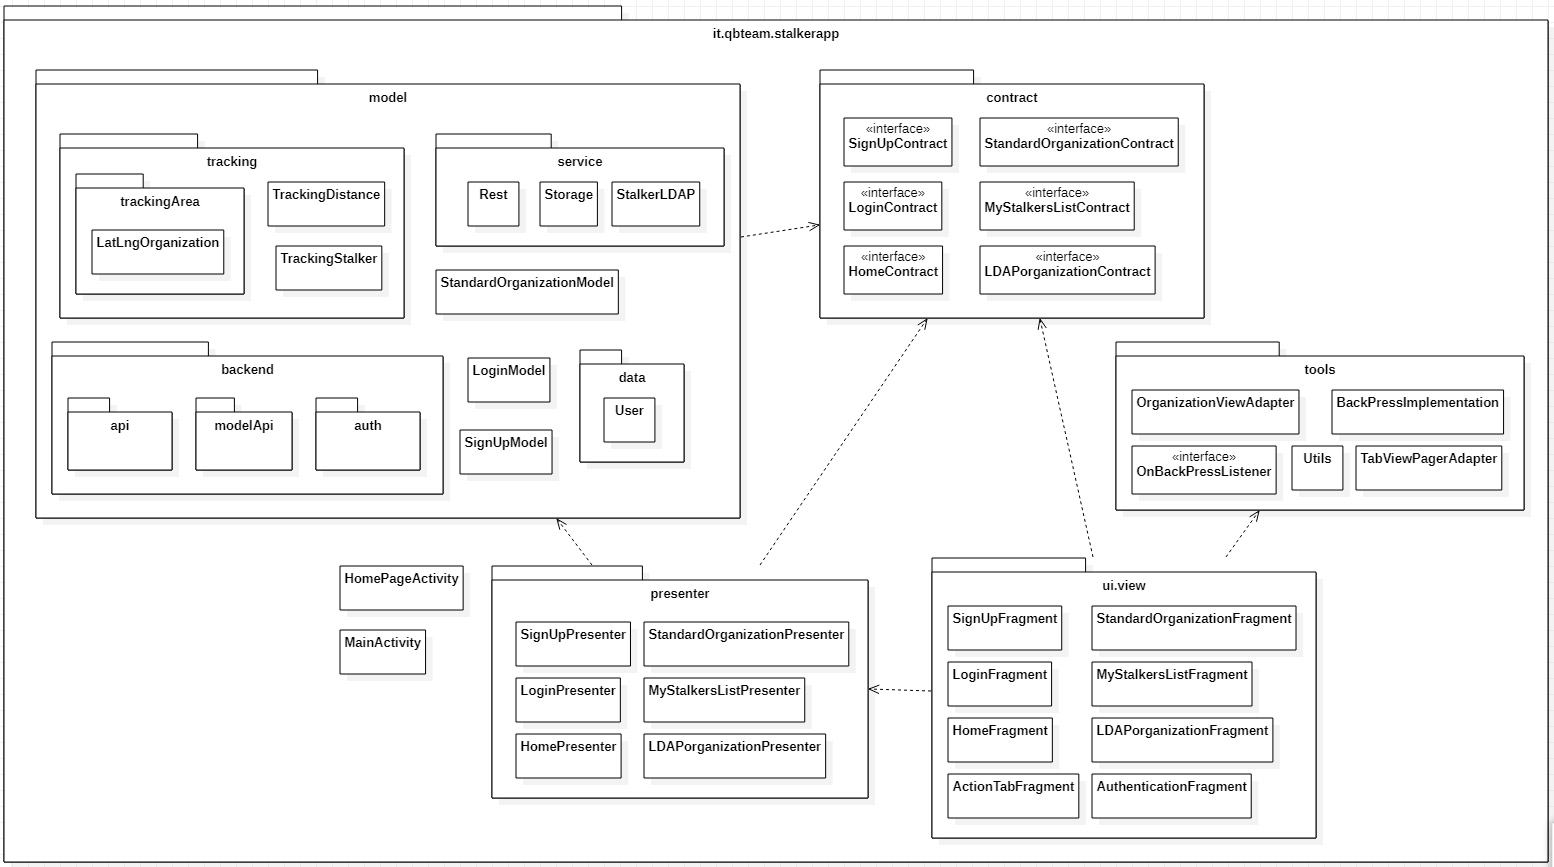 it.qbteam.stalkerapp
model
tracking
trackingArea
LatLngOrganization
TrackingDistance
TrackingStalker
service
Rest
Storage
StalkerLDAP
StandardOrganizationModel
backend
api
modelApi
auth
LoginModel
SignUpModel
data
User
contract
«interface»
SignUpContract
«interface»
StandardOrganizationContract
«interface»
LoginContract
«interface»
MyStalkersListContract
«interface»
HomeContract
«interface»
LDAPorganizationContract
tools
OrganizationViewAdapter
BackPressImplementation
«interface»
OnBackPressListener
Utils
TabViewPagerAdapter
HomePageActivity
MainActivity
presenter
SignUpPresenter
StandardOrganizationPresenter
LoginPresenter
MyStalkersListPresenter
HomePresenter
LDAPorganizationPresenter
ui.view
SignUpFragment
StandardOrganizationFragment
LoginFragment
MyStalkersListFragment
HomeFragment
LDAPorganizationFragment
ActionTabFragment
AuthenticationFragment